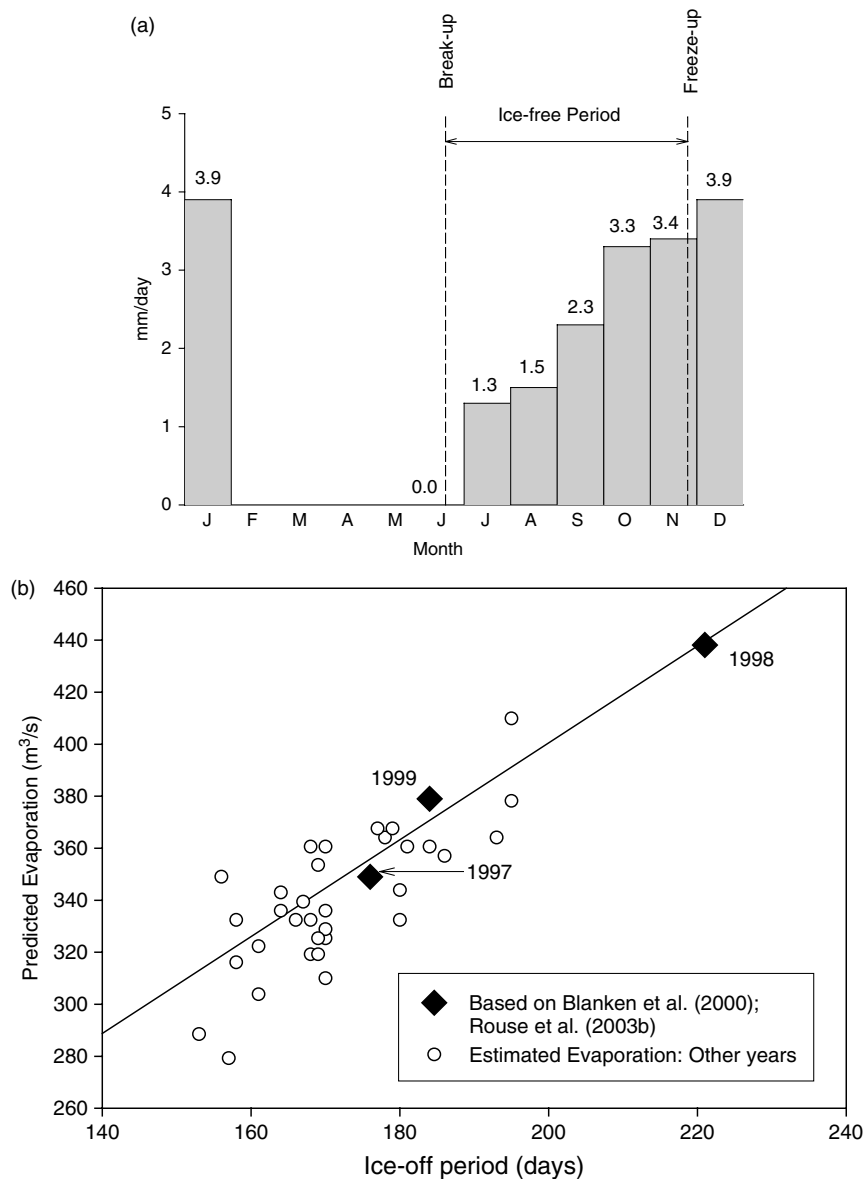 (a)
Break-up
Freeze-up
Ice-free Period
5
4
3
2
1
0
mm/day
3.9
0.0
1.3
1.5
2.3
3.3
3.4
3.9
J F M A M J J A S O N D
Month
(b)
460
440
420
400
380
360
340
320
300
280
260
Predicted Evaporation (m³/s)
1998
1999
1997
Based on Blanken et al. (2000);
Rouse et al. (2003b)
Estimated Evaporation: Other years
140 160 180 200 220 240
Ice-off period (days)